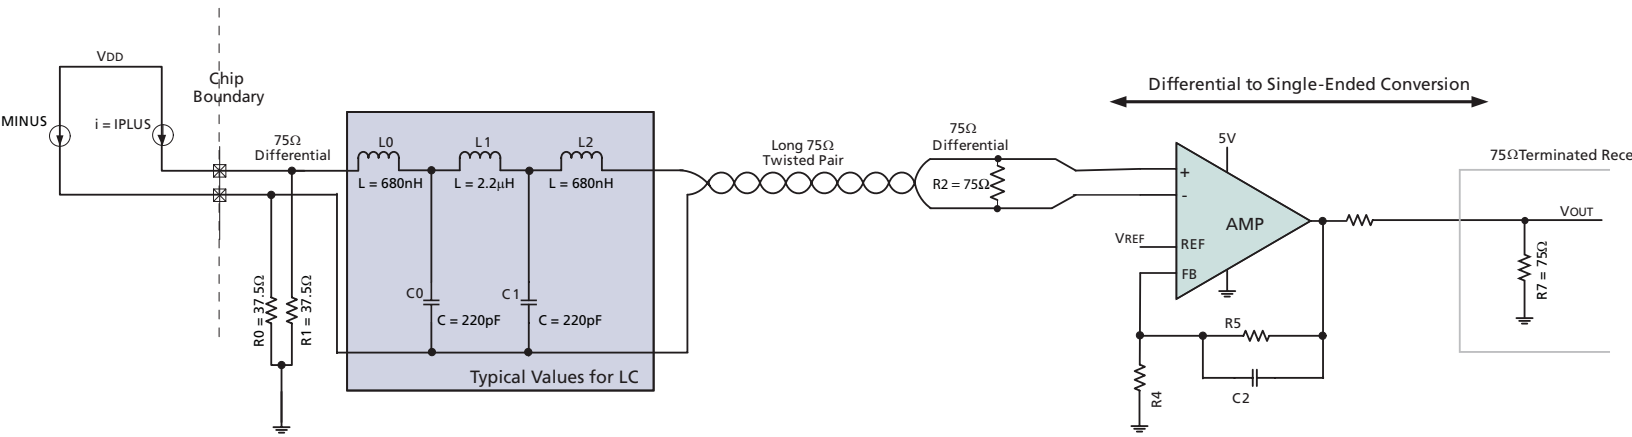 VDD
Chip
Boundary
MINUS
i = IPLUS
75Ω
Differential
L0
L1
L2
L = 680nH
L = 2.2μH
L = 680nH
C0
C1
C = 220pF
C = 220pF
R0 = 37.5Ω
R1 = 37.5Ω
Typical Values for LC
Long 75Ω
Twisted Pair
75Ω
Differential
R2 = 75Ω
Differential to Single-Ended Conversion
5V
+
-
AMP
VREF
REF
FB
R5
C2
R4
75ΩTerminated Rece
VOUT
R7 = 75Ω